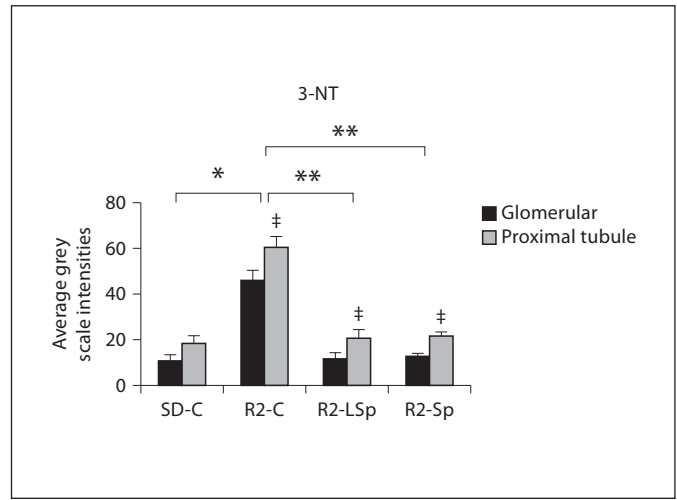 3-NT
**
*
**
80
60
40
20
0
Average grey
scale intensities
‡
‡
‡
Glomerular
Proximal tubule
SD-C
R2-C
R2-LSp
R2-Sp